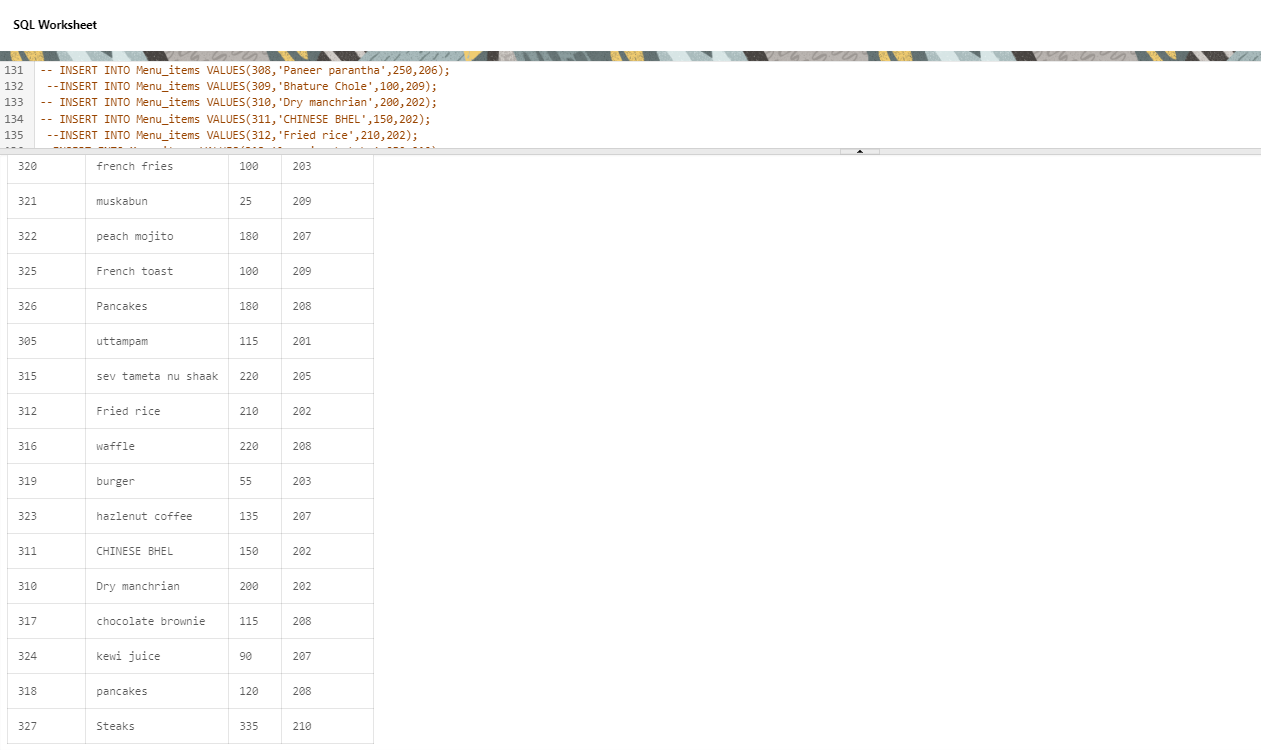 SQL Worksheet
131 -- INSERT INTO Menu_items VALUES(308,'Paneer parantha',250,206);
132 --INSERT INTO Menu_items VALUES(309,'Bhature Chole',100,209);
133 -- INSERT INTO Menu_items VALUES(310,'Dry manchrian',200,202);
134 -- INSERT INTO Menu_items VALUES(311,'CHINESE BHEL',150,202);
135 --INSERT INTO Menu_items VALUES(312,'Fried rice',210,202);
320 french fries 100 203
321 muskabun 25 209
322 peach mojito 180 207
325 French toast 100 209
326 Pancakes 180 208
305 uttampam 115 201
315 sev tameta nu shaak 220 205
312 Fried rice 210 202
316 waffle 220 208
319 burger 55 203
323 hazlenut coffee 135 207
311 CHINESE BHEL 150 202
310 Dry manchrian 200 202
317 chocolate brownie 115 208
324 kewi juice 90 207
318 pancakes 120 208
327 Steaks 335 210